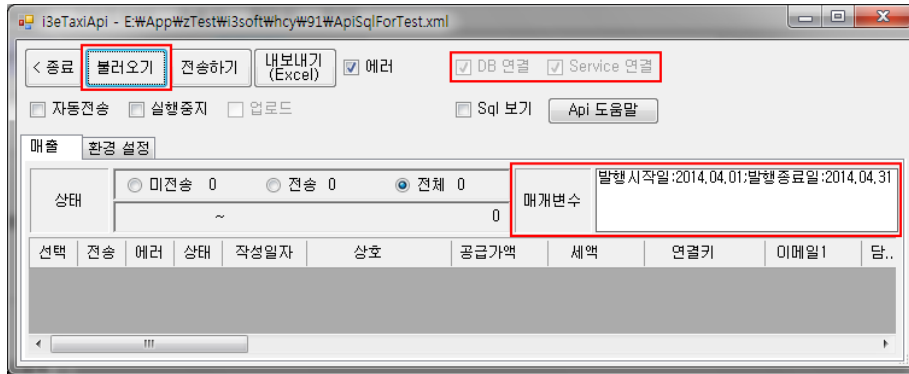 i3eTaxiApi - E:₩App₩zTest₩i3soft₩hcy₩91₩ApiSqlForTest.xml
< 종료 불러오기 전송하기 내보내기 (Excel) 에러 DB 연결 Service 연결
자동전송 실행중지 업로드 Sql 보기 Api 도움말
매출 환경 설정
상태 미전송 0 전송 0 전체 0 매개변수 발행시작일:2014.04.01;발행종료일:2014.04.31
~ 0
선택 전송 에러 상태 작성일자 상호 공급가액 세액 연결키 이메일1 담..